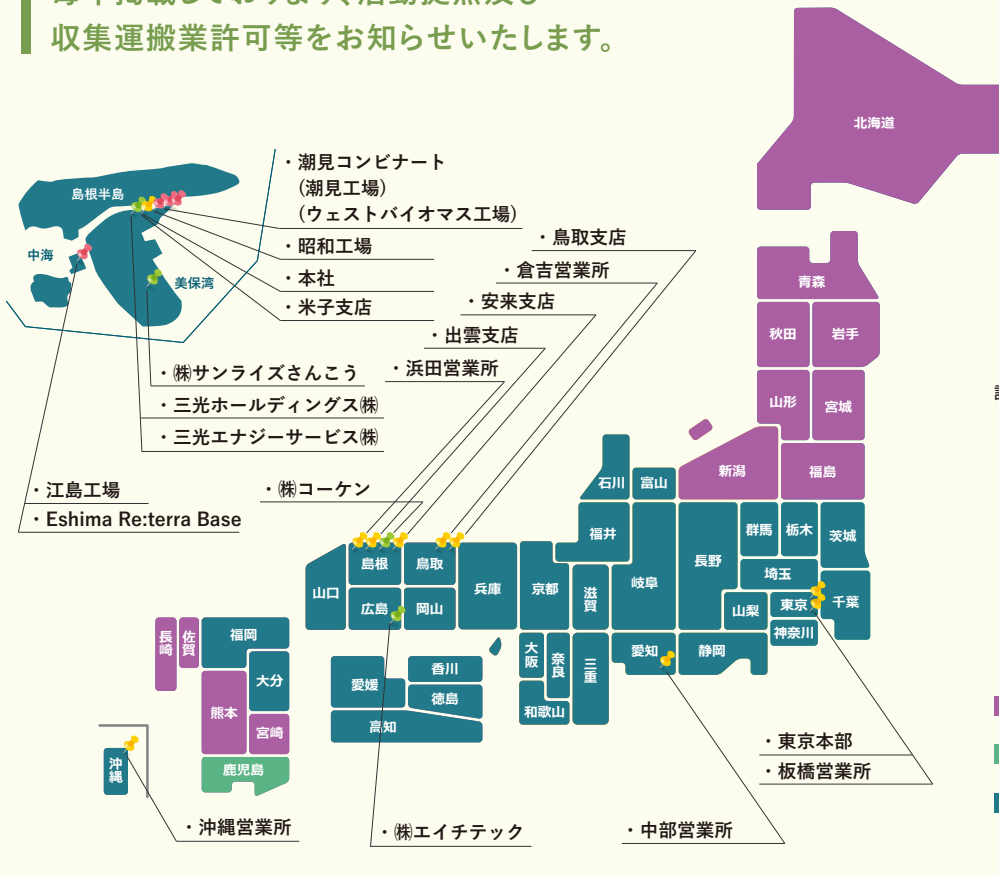 収集運搬業許可等をお知らせいたします。
北海道
島根半島
中海
美保湾
・潮見コンビナート
(潮見工場)
(ウェストバイオマス工場)
・昭和工場
・本社
・米子支店
・鳥取支店
・倉吉営業所
・安来支店
・出雲支店
・浜田営業所
・㈱サンライズさんこう
・三光ホールディングス㈱
・三光エナジーサービス㈱
・江島工場
・Eshima Re:terra Base
・㈱コーケン
青森
秋田
岩手
山形
宮城
新潟
福島
石川
富山
福井
岐阜
長野
群馬
栃木
茨城
埼玉
山梨
東京
千葉
神奈川
山口
島根
鳥取
広島
岡山
兵庫
京都
滋賀
愛知
静岡
大阪
奈良
三重
和歌山
愛媛
香川
徳島
高知
長崎
佐賀
福岡
大分
熊本
宮崎
鹿児島
沖縄
・東京本部
・板橋営業所
・沖縄営業所
・㈱エイチテック
・中部営業所